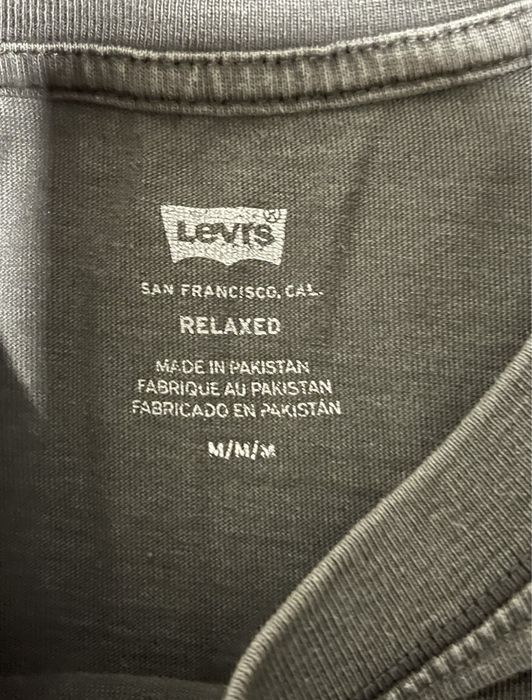 Levi's®
SAN FRANCISCO, CAL.
RELAXED
MADE IN PAKISTAN
FABRIQUE AU PAKISTAN
FABRICADO EN PAKISTÁN
M/M/M